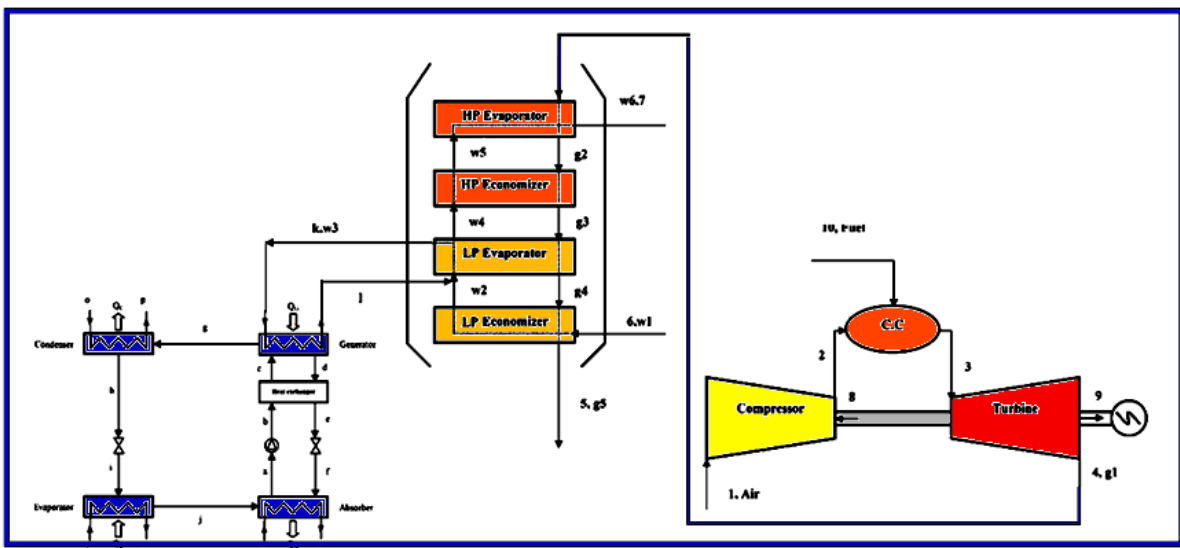 w6,7
HP Evaporator
w5
g2
HP Economizer
w4
g3
k,w3
LP Evaporator
l
w2
g4
6,w1
LP Economizer
5, g5
10, Fuel
C.C
2
3
8
9
Compressor
Turbine
1. Air
4, g1
o
Qc
p
g
Condenser
Generator
c
d
h
Heat exchanger
b
e
i
a
f
Evaporator
j
Absorber